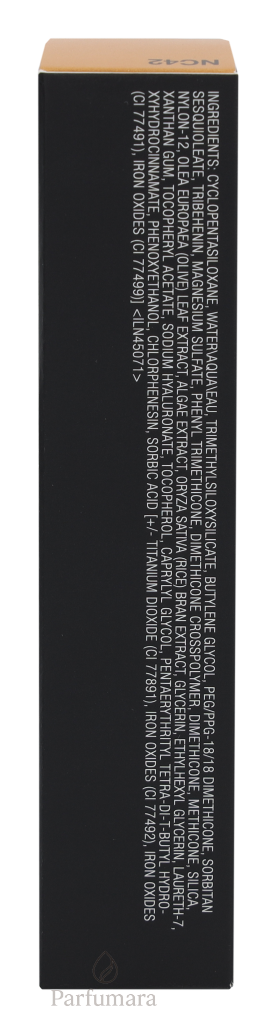 NC42
INGREDIENTS: CYCLOPENTASILOXANE, WATER\AQUA\EAU, TRIMETHYLSILOXYSILICATE, BUTYLENE GLYCOL, PEG/PPG-18/18 DIMETHICONE, SORBITAN
SESQUIOLEATE, TRIBEHENIN, MAGNESIUM SULFATE, PHENYL TRIMETHICONE, DIMETHICONE CROSSPOLYMER, DIMETHICONE, METHICONE, SILICA,
NYLON-12, OLEA EUROPAEA (OLIVE) LEAF EXTRACT, ALGAE EXTRACT, ORYZA SATIVA (RICE) BRAN EXTRACT, GLYCERIN, ETHYLHEXYL GLYCERIN, LAURETH-7,
XANTHAN GUM, TOCOPHERYL ACETATE, SODIUM HYALURONATE, TOCOPHEROL, CAPRYLYL GLYCOL, PENTAERYTHRITYL TETRA-DI-T-BUTYL HYDRO-
XYHYDROCINNAMATE, PHENOXYETHANOL, CHLORPHENESIN, SORBIC ACID [+/- TITANIUM DIOXIDE (CI 77891), IRON OXIDES (CI 77492), IRON OXIDES
(CI 77491), IRON OXIDES (CI 77499)] <ILN45071>
Parfumara